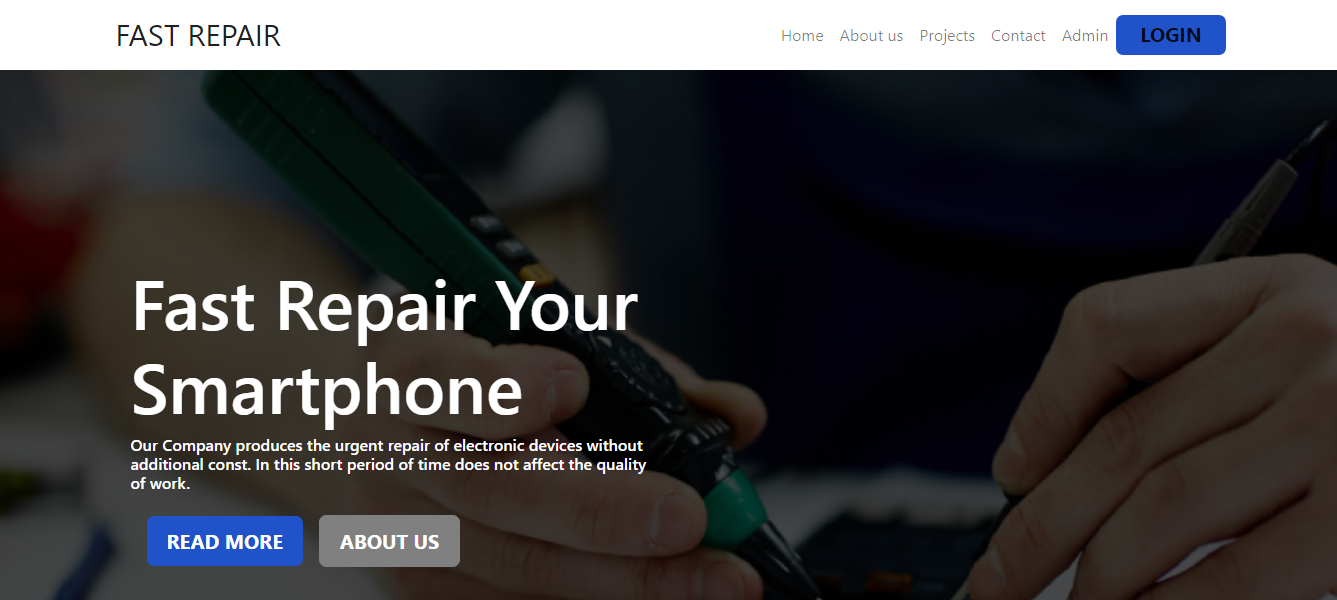 FAST REPAIR
Home About us Projects Contact Admin LOGIN
Fast Repair Your
Smartphone
Our Company produces the urgent repair of electronic devices without
additional const. In this short period of time does not affect the quality
of work.
READ MORE ABOUT US